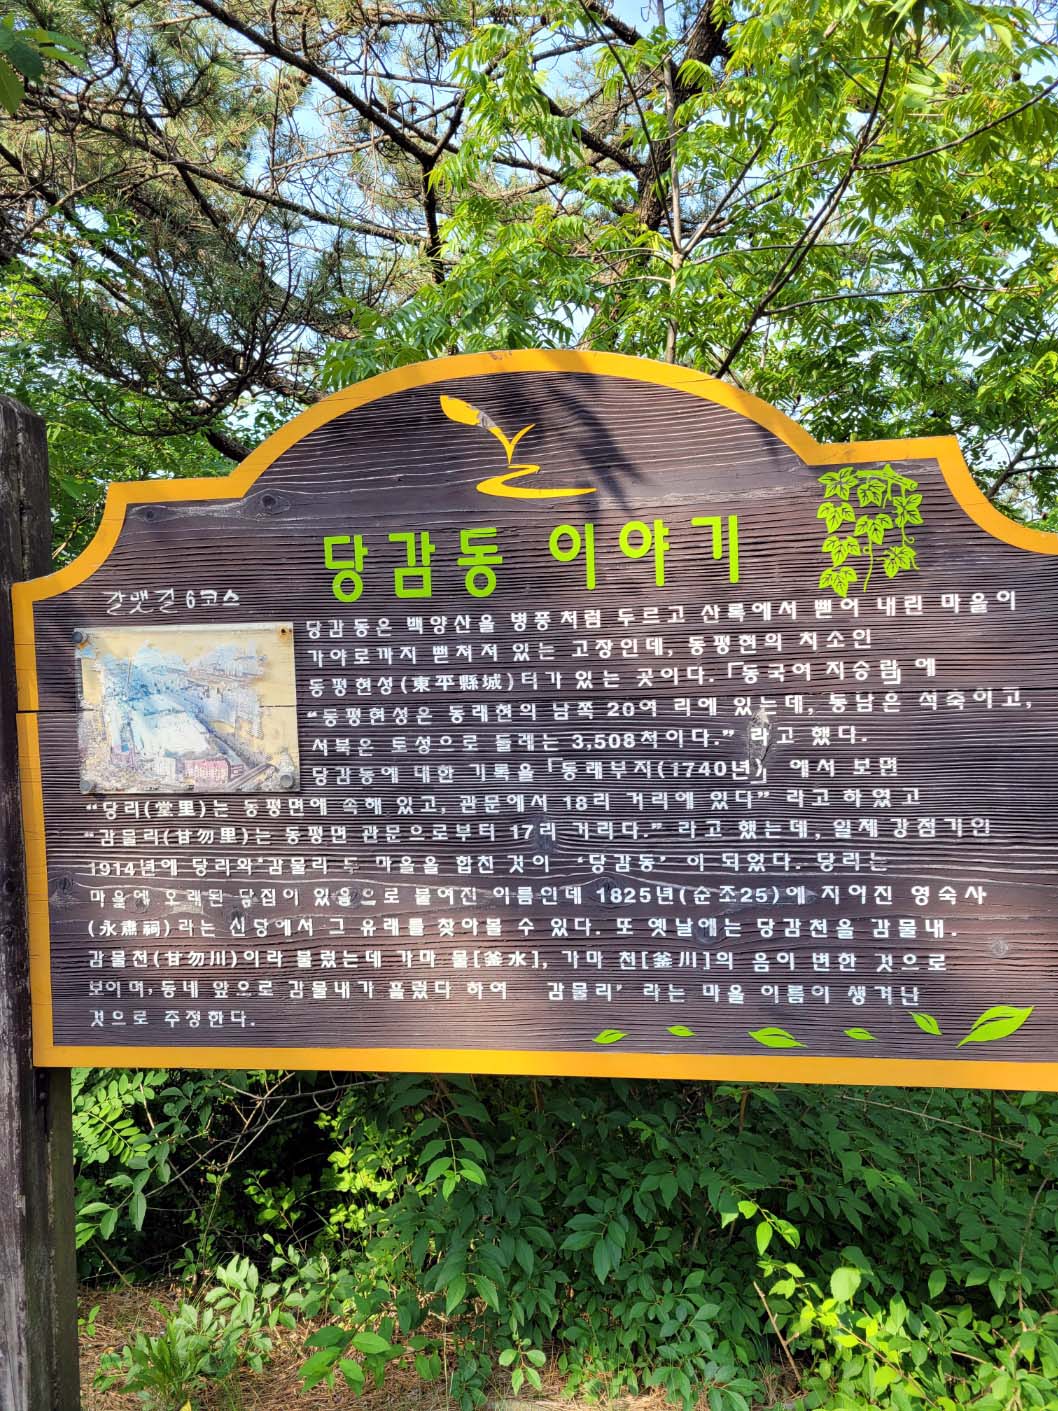 당감동 이야기
갈맷길 6코스
당감동은 백양산을 병풍처럼 두르고 산록에서 뻗어 내린 마을이
가야로까지 뻗쳐져 있는 고장인데, 동평현의 치소인
동평현성(東平縣城)터가 있는 곳이다.「동국여지승람」에
“동평현성은 동래현의 남쪽 20여 리에 있는데, 동남은 석축이고,
서북은 토성으로 둘레는 3,508척이다.” 라고 했다.
당감동에 대한 기록을「동래부지(1740년)」에서 보면
“당리(堂里)는 동평면에 속해 있고, 관문에서 18리 거리에 있다” 라고 하였고
“감물리(甘勿里)는 동평면 관문으로부터 17리 거리다.” 라고 했는데, 일제 강점기인
1914년에 당리와 감물리 두 마을을 합친 것이 ‘당감동’ 이 되었다. 당리는
마을에 오래된 당집이 있음으로 붙여진 이름인데 1825년(순조25)에 지어진 영숙사
(永肅祠)라는 신당에서 그 유래를 찾아볼 수 있다. 또 옛날에는 당감천을 감물내.
감물천(甘勿川)이라 불렀는데 가마 물[釜水], 가마 천[釜川]의 음이 변한 것으로
보이며, 동네 앞으로 감물내가 흘렀다 하여 감물리’ 라는 마을 이름이 생겨난
것으로 추정한다.